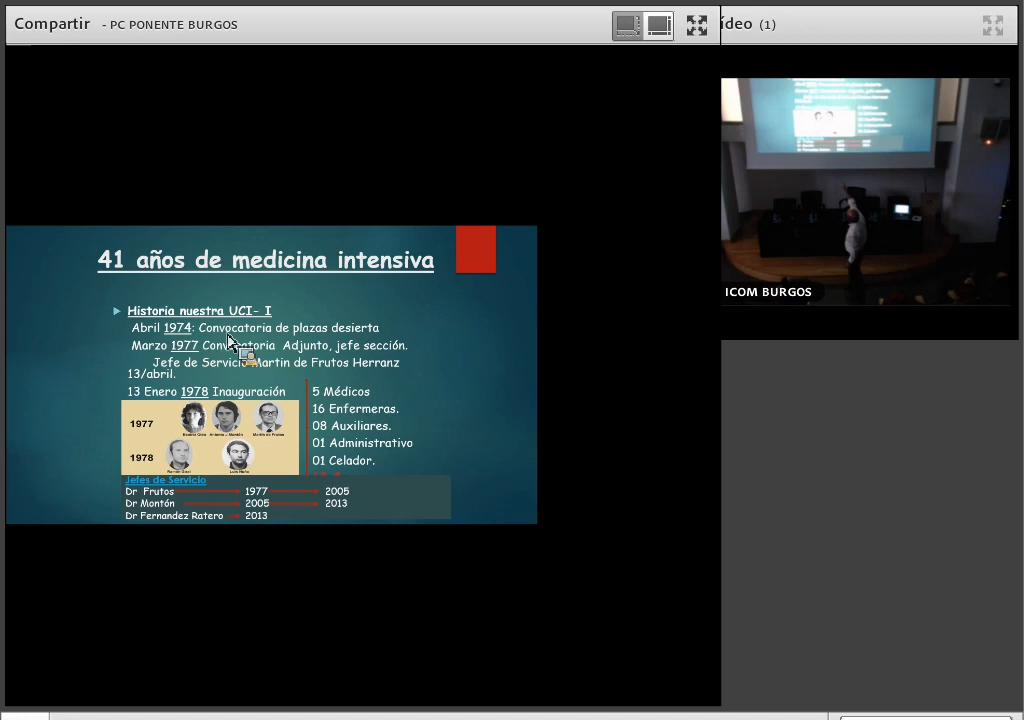 Compartir - PC PONENTE BURGOS
ídeo (1)
41 años de medicina intensiva
Historia nuestra UCI- I
Abril 1974: Convocatoria de plazas desierta
Marzo 1977 Convocatoria Adjunto, jefe sección.
Jefe de Servicio Martin de Frutos Herranz
13/abril.
13 Enero 1978 Inauguración
5 Médicos
16 Enfermeras.
08 Auxiliares.
01 Administrativo
01 Celador.
1977
1978
Jefes de Servicio
Dr Frutos 1977 2005
Dr Montón 2005 2013
Dr Fernandez Ratero 2013
ICOM BURGOS